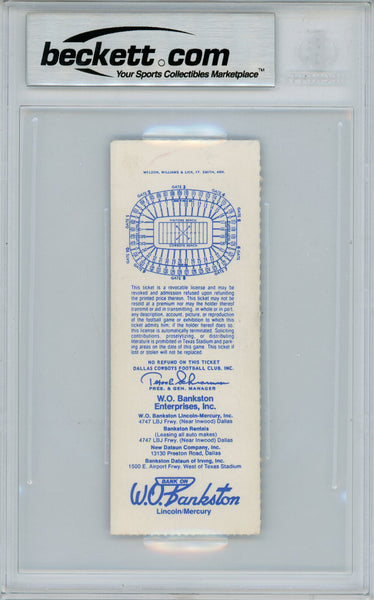 beckett.com™
Your Sports Collectibles Marketplace™
WELDON, WILLIAMS & LICK, FT. SMITH, ARK.
GATE 2
VISITORS BENCH
COWBOYS BENCH
This ticket is a revocable license and may be
revoked and admission refused upon refunding
the printed price thereon. This ticket may not be
resold at a premium nor may the holder hereof
transmit or aid in transmitting, in whole or in part,
any description, account, picture, or reproduction
of the football game or exhibition to which this
ticket admits him; if the holder hereof does so,
this license is automatically terminated. Soliciting
contributions, proselytizing, or distributing
literature is prohibited in Texas Stadium and park-
ing areas on the day of this game. This ticket if
lost or stolen will not be replaced.
NO REFUND ON THIS TICKET
DALLAS COWBOYS FOOTBALL CLUB, INC.
PRES. & GEN. MANAGER
W.O. Bankston
Enterprises, Inc.
W.O. Bankston Lincoln-Mercury, Inc.
4747 LBJ Frwy. (Near Inwood) Dallas
Bankston Rentals
(Leasing all auto makes)
4747 LBJ Frwy. (Near Inwood) Dallas
New Datsun Company, Inc.
13130 Preston Road, Dallas
Bankston Datsun of Irving, Inc.
1500 E. Airport Frwy. West of Texas Stadium
BANK ON
W.O. Bankston
Lincoln/Mercury